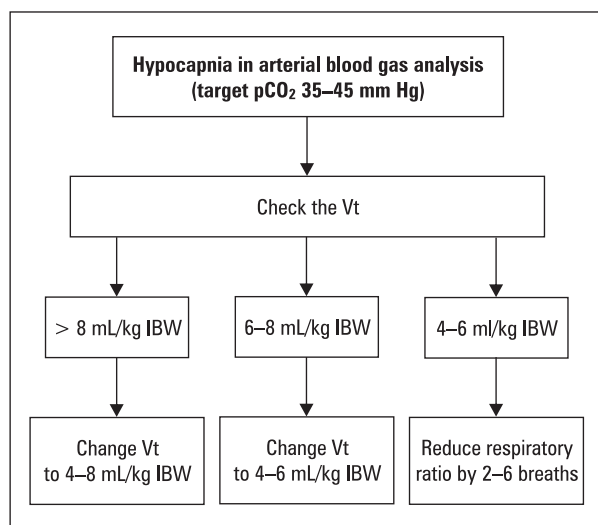 Hypocapnia in arterial blood gas analysis
(target pCO₂ 35–45 mm Hg)
Check the Vt
> 8 mL/kg IBW
6–8 mL/kg IBW
4–6 ml/kg IBW
Change Vt
to 4–8 mL/kg IBW
Change Vt
to 4–6 mL/kg IBW
Reduce respiratory
ratio by 2–6 breaths